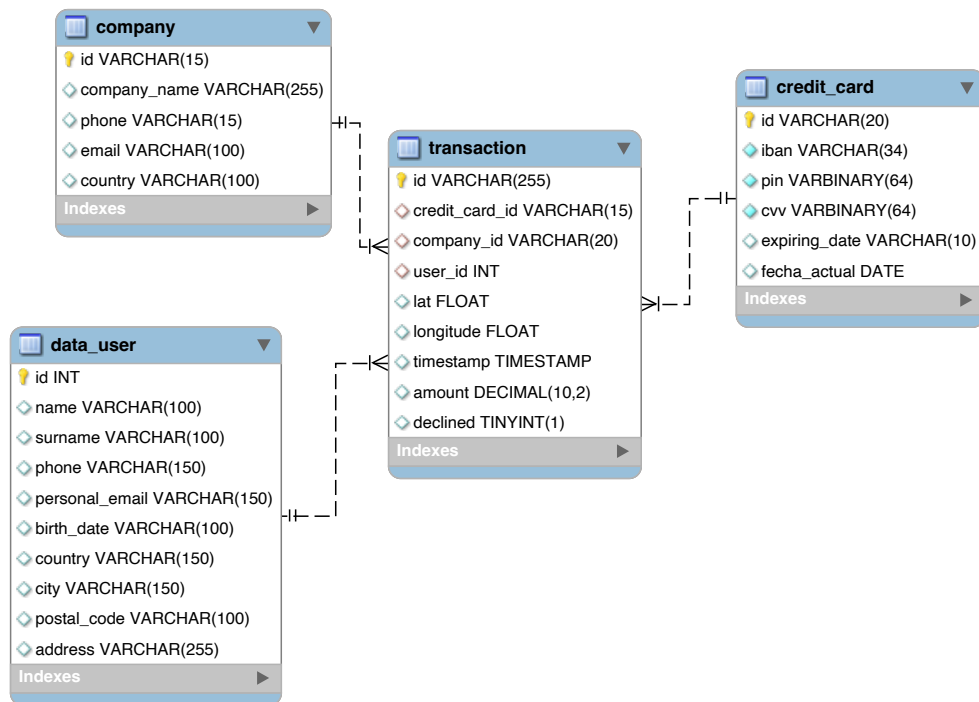 company
id VARCHAR(15)
company_name VARCHAR(255)
phone VARCHAR(15)
email VARCHAR(100)
country VARCHAR(100)
Indexes
transaction
id VARCHAR(255)
credit_card_id VARCHAR(15)
company_id VARCHAR(20)
user_id INT
lat FLOAT
longitude FLOAT
timestamp TIMESTAMP
amount DECIMAL(10,2)
declined TINYINT(1)
Indexes
credit_card
id VARCHAR(20)
iban VARCHAR(34)
pin VARBINARY(64)
cvv VARBINARY(64)
expiring_date VARCHAR(10)
fecha_actual DATE
Indexes
data_user
id INT
name VARCHAR(100)
surname VARCHAR(100)
phone VARCHAR(150)
personal_email VARCHAR(150)
birth_date VARCHAR(100)
country VARCHAR(150)
city VARCHAR(150)
postal_code VARCHAR(100)
address VARCHAR(255)
Indexes